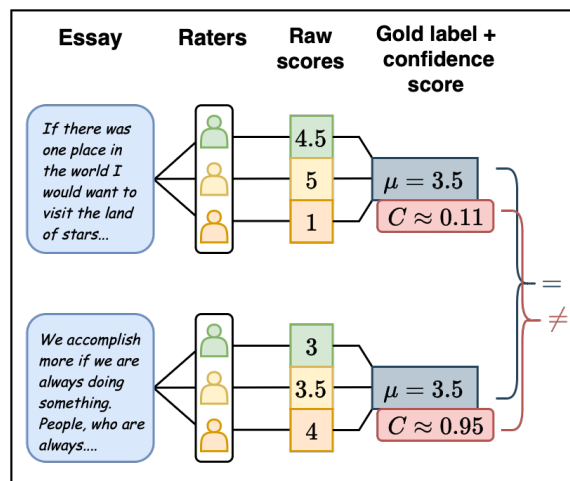 Essay
Raters
Raw
scores
Gold label +
confidence
score
If there was
one place in
the world I
would want to
visit the land
of stars...
4.5
5
1
μ = 3.5
C ≈ 0.11
=
≠
We accomplish
more if we are
always doing
something.
People, who are
always....
3
3.5
4
μ = 3.5
C ≈ 0.95